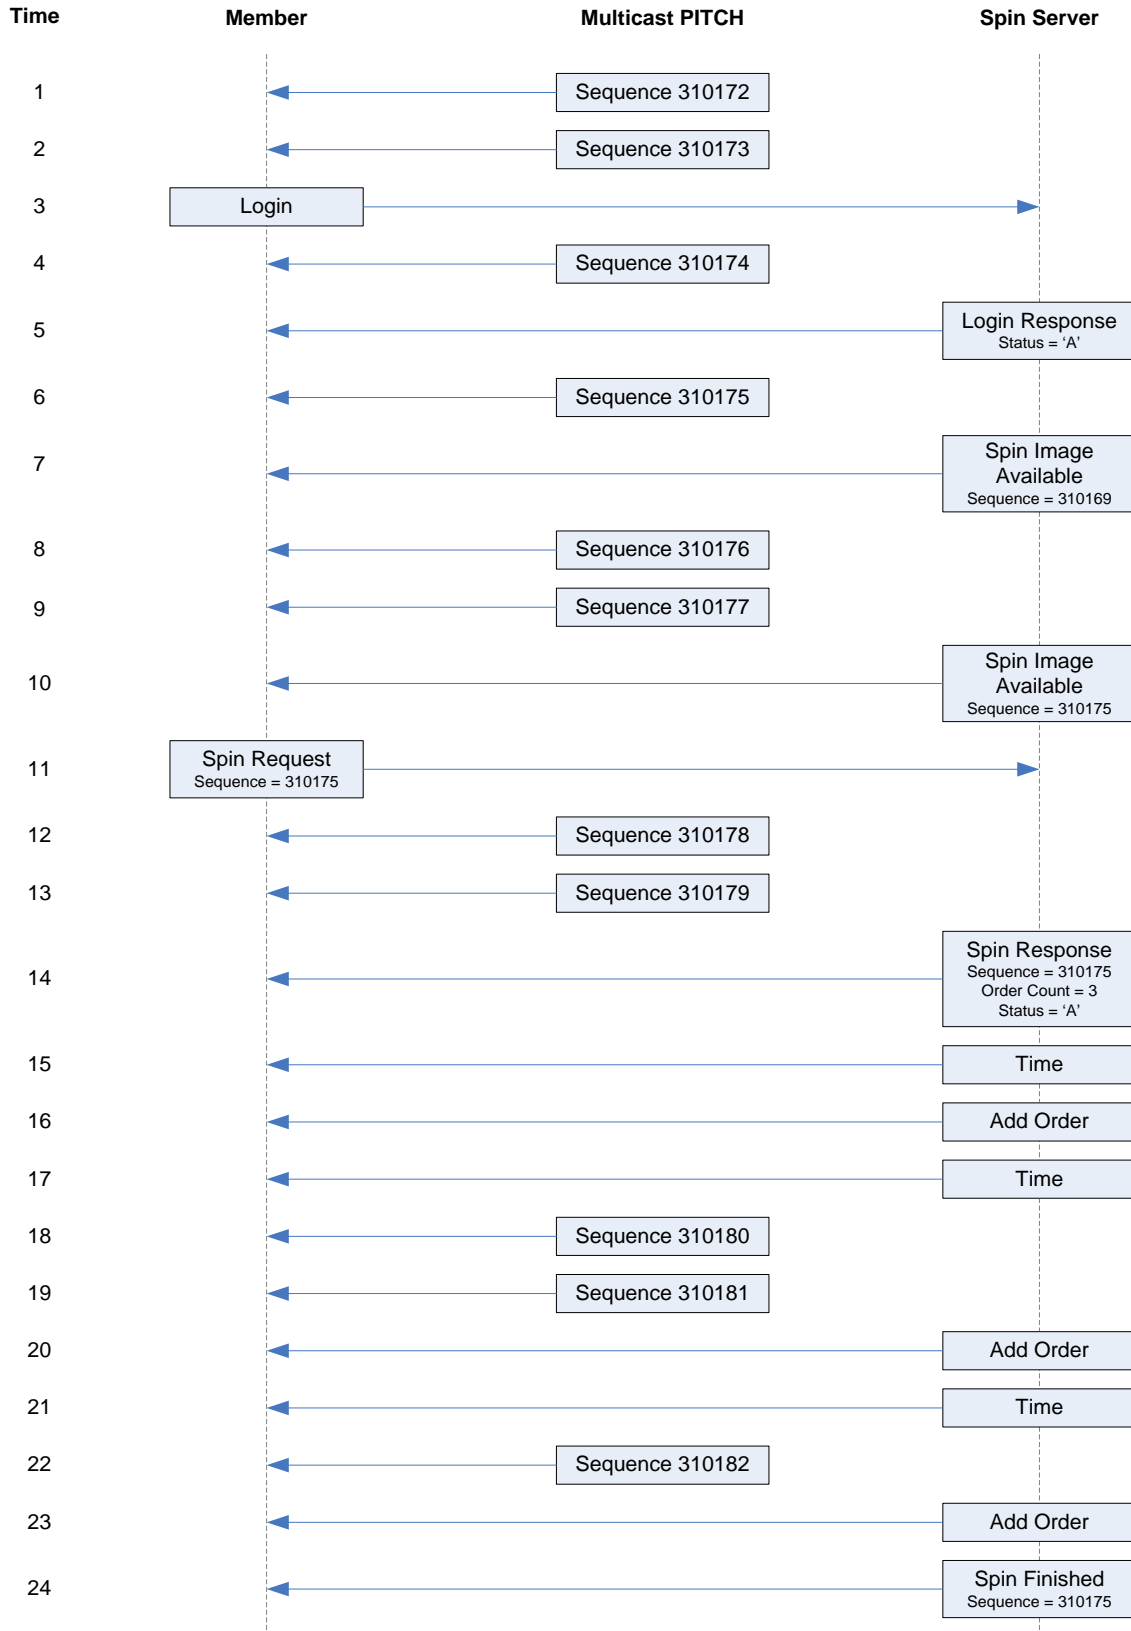 Time Member Multicast PITCH Spin Server
1 Sequence 310172
2 Sequence 310173
3 Login
4 Sequence 310174
5 Login Response
Status = ‘A’
6 Sequence 310175
7 Spin Image
Available
Sequence = 310169
8 Sequence 310176
9 Sequence 310177
10 Spin Image
Available
Sequence = 310175
11 Spin Request
Sequence = 310175
12 Sequence 310178
13 Sequence 310179
14 Spin Response
Sequence = 310175
Order Count = 3
Status = ‘A’
15 Time
16 Add Order
17 Time
18 Sequence 310180
19 Sequence 310181
20 Add Order
21 Time
22 Sequence 310182
23 Add Order
24 Spin Finished
Sequence = 310175